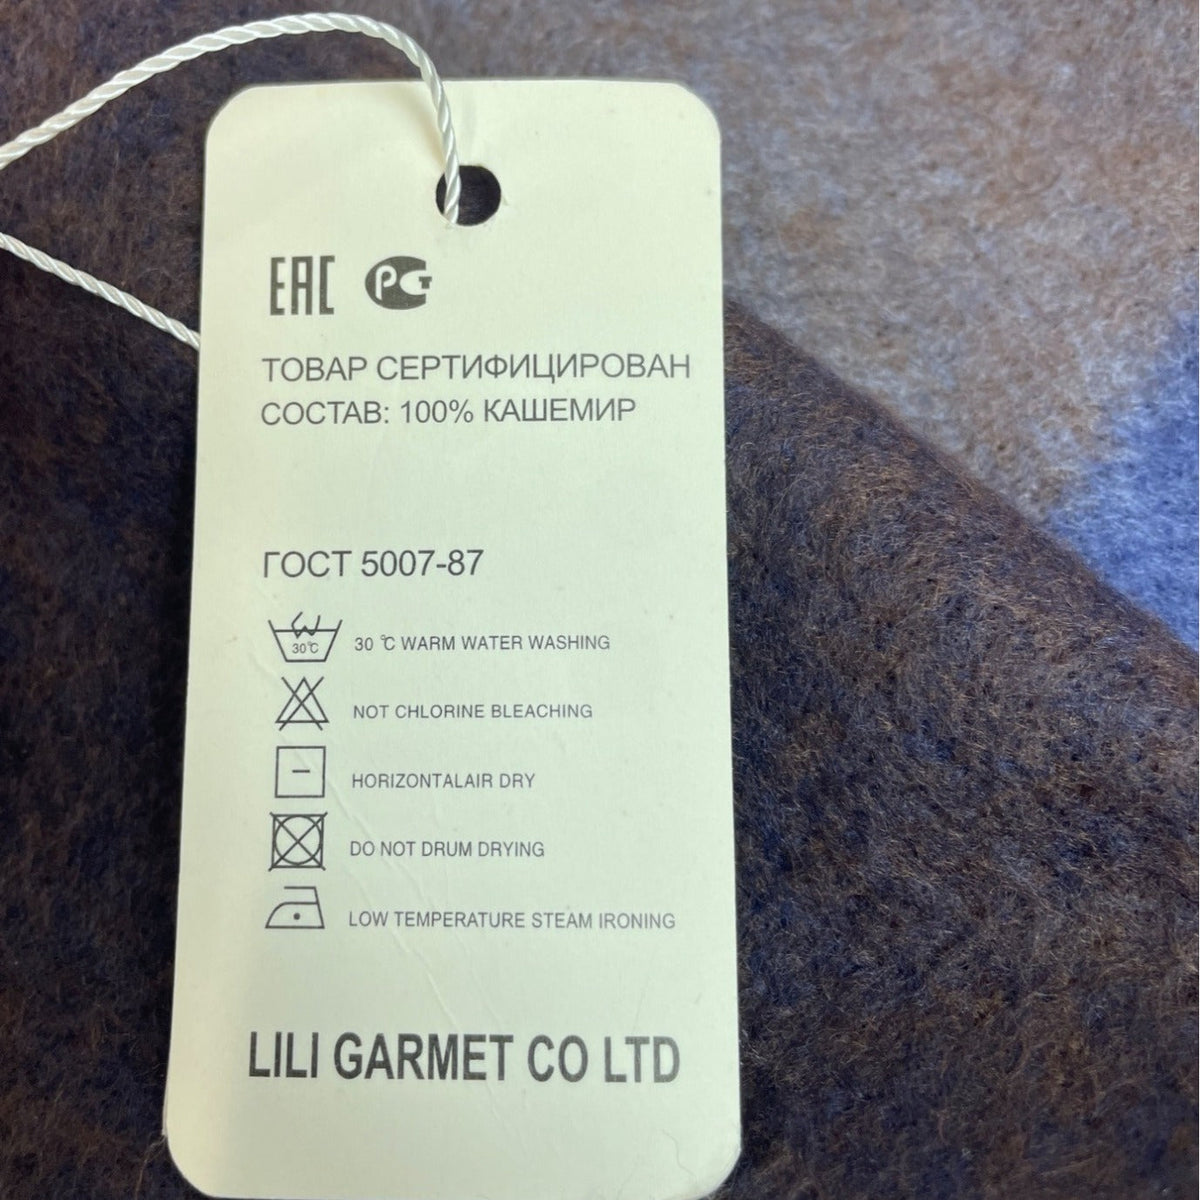 ЕАС РСТ
ТОВАР СЕРТИФИЦИРОВАН
СОСТАВ: 100% КАШЕМИР
ГОСТ 5007-87
30℃ 30 ℃ WARM WATER WASHING
NOT CHLORINE BLEACHING
HORIZONTALAIR DRY
DO NOT DRUM DRYING
LOW TEMPERATURE STEAM IRONING
LILI GARMET CO LTD